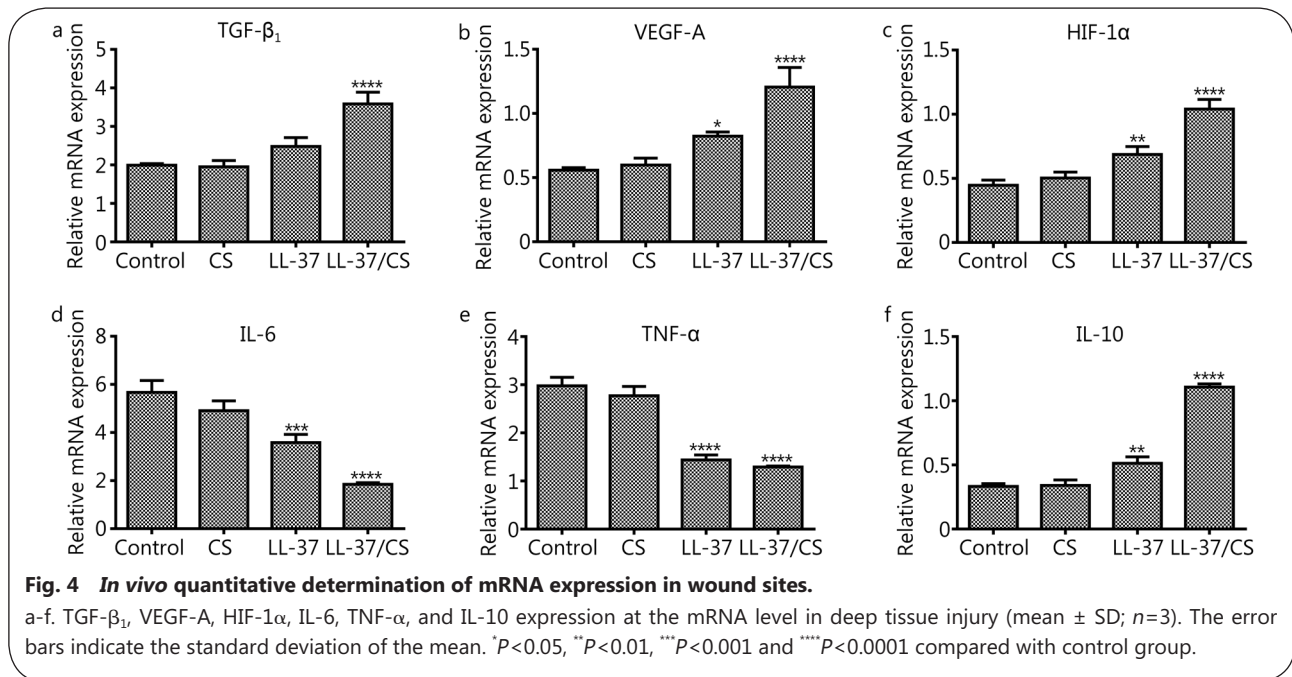 a
TGF-β₁
Relative mRNA expression
5
4
3
2
1
0
Control CS LL-37 LL-37/CS
****
b
VEGF-A
Relative mRNA expression
1.5
1.0
0.5
0
Control CS LL-37 LL-37/CS
*
****
c
HIF-1α
Relative mRNA expression
1.5
1.0
0.5
0
Control CS LL-37 LL-37/CS
**
****
d
IL-6
Relative mRNA expression
8
6
4
2
0
Control CS LL-37 LL-37/CS
***
****
e
TNF-α
Relative mRNA expression
4
3
2
1
0
Control CS LL-37 LL-37/CS
****
****
f
IL-10
Relative mRNA expression
1.5
1.0
0.5
0
Control CS LL-37 LL-37/CS
**
****
Fig. 4 In vivo quantitative determination of mRNA expression in wound sites.
a-f. TGF-β₁, VEGF-A, HIF-1α, IL-6, TNF-α, and IL-10 expression at the mRNA level in deep tissue injury (mean ± SD; n=3). The error
bars indicate the standard deviation of the mean. *P<0.05, **P<0.01, ***P<0.001 and ****P<0.0001 compared with control group.